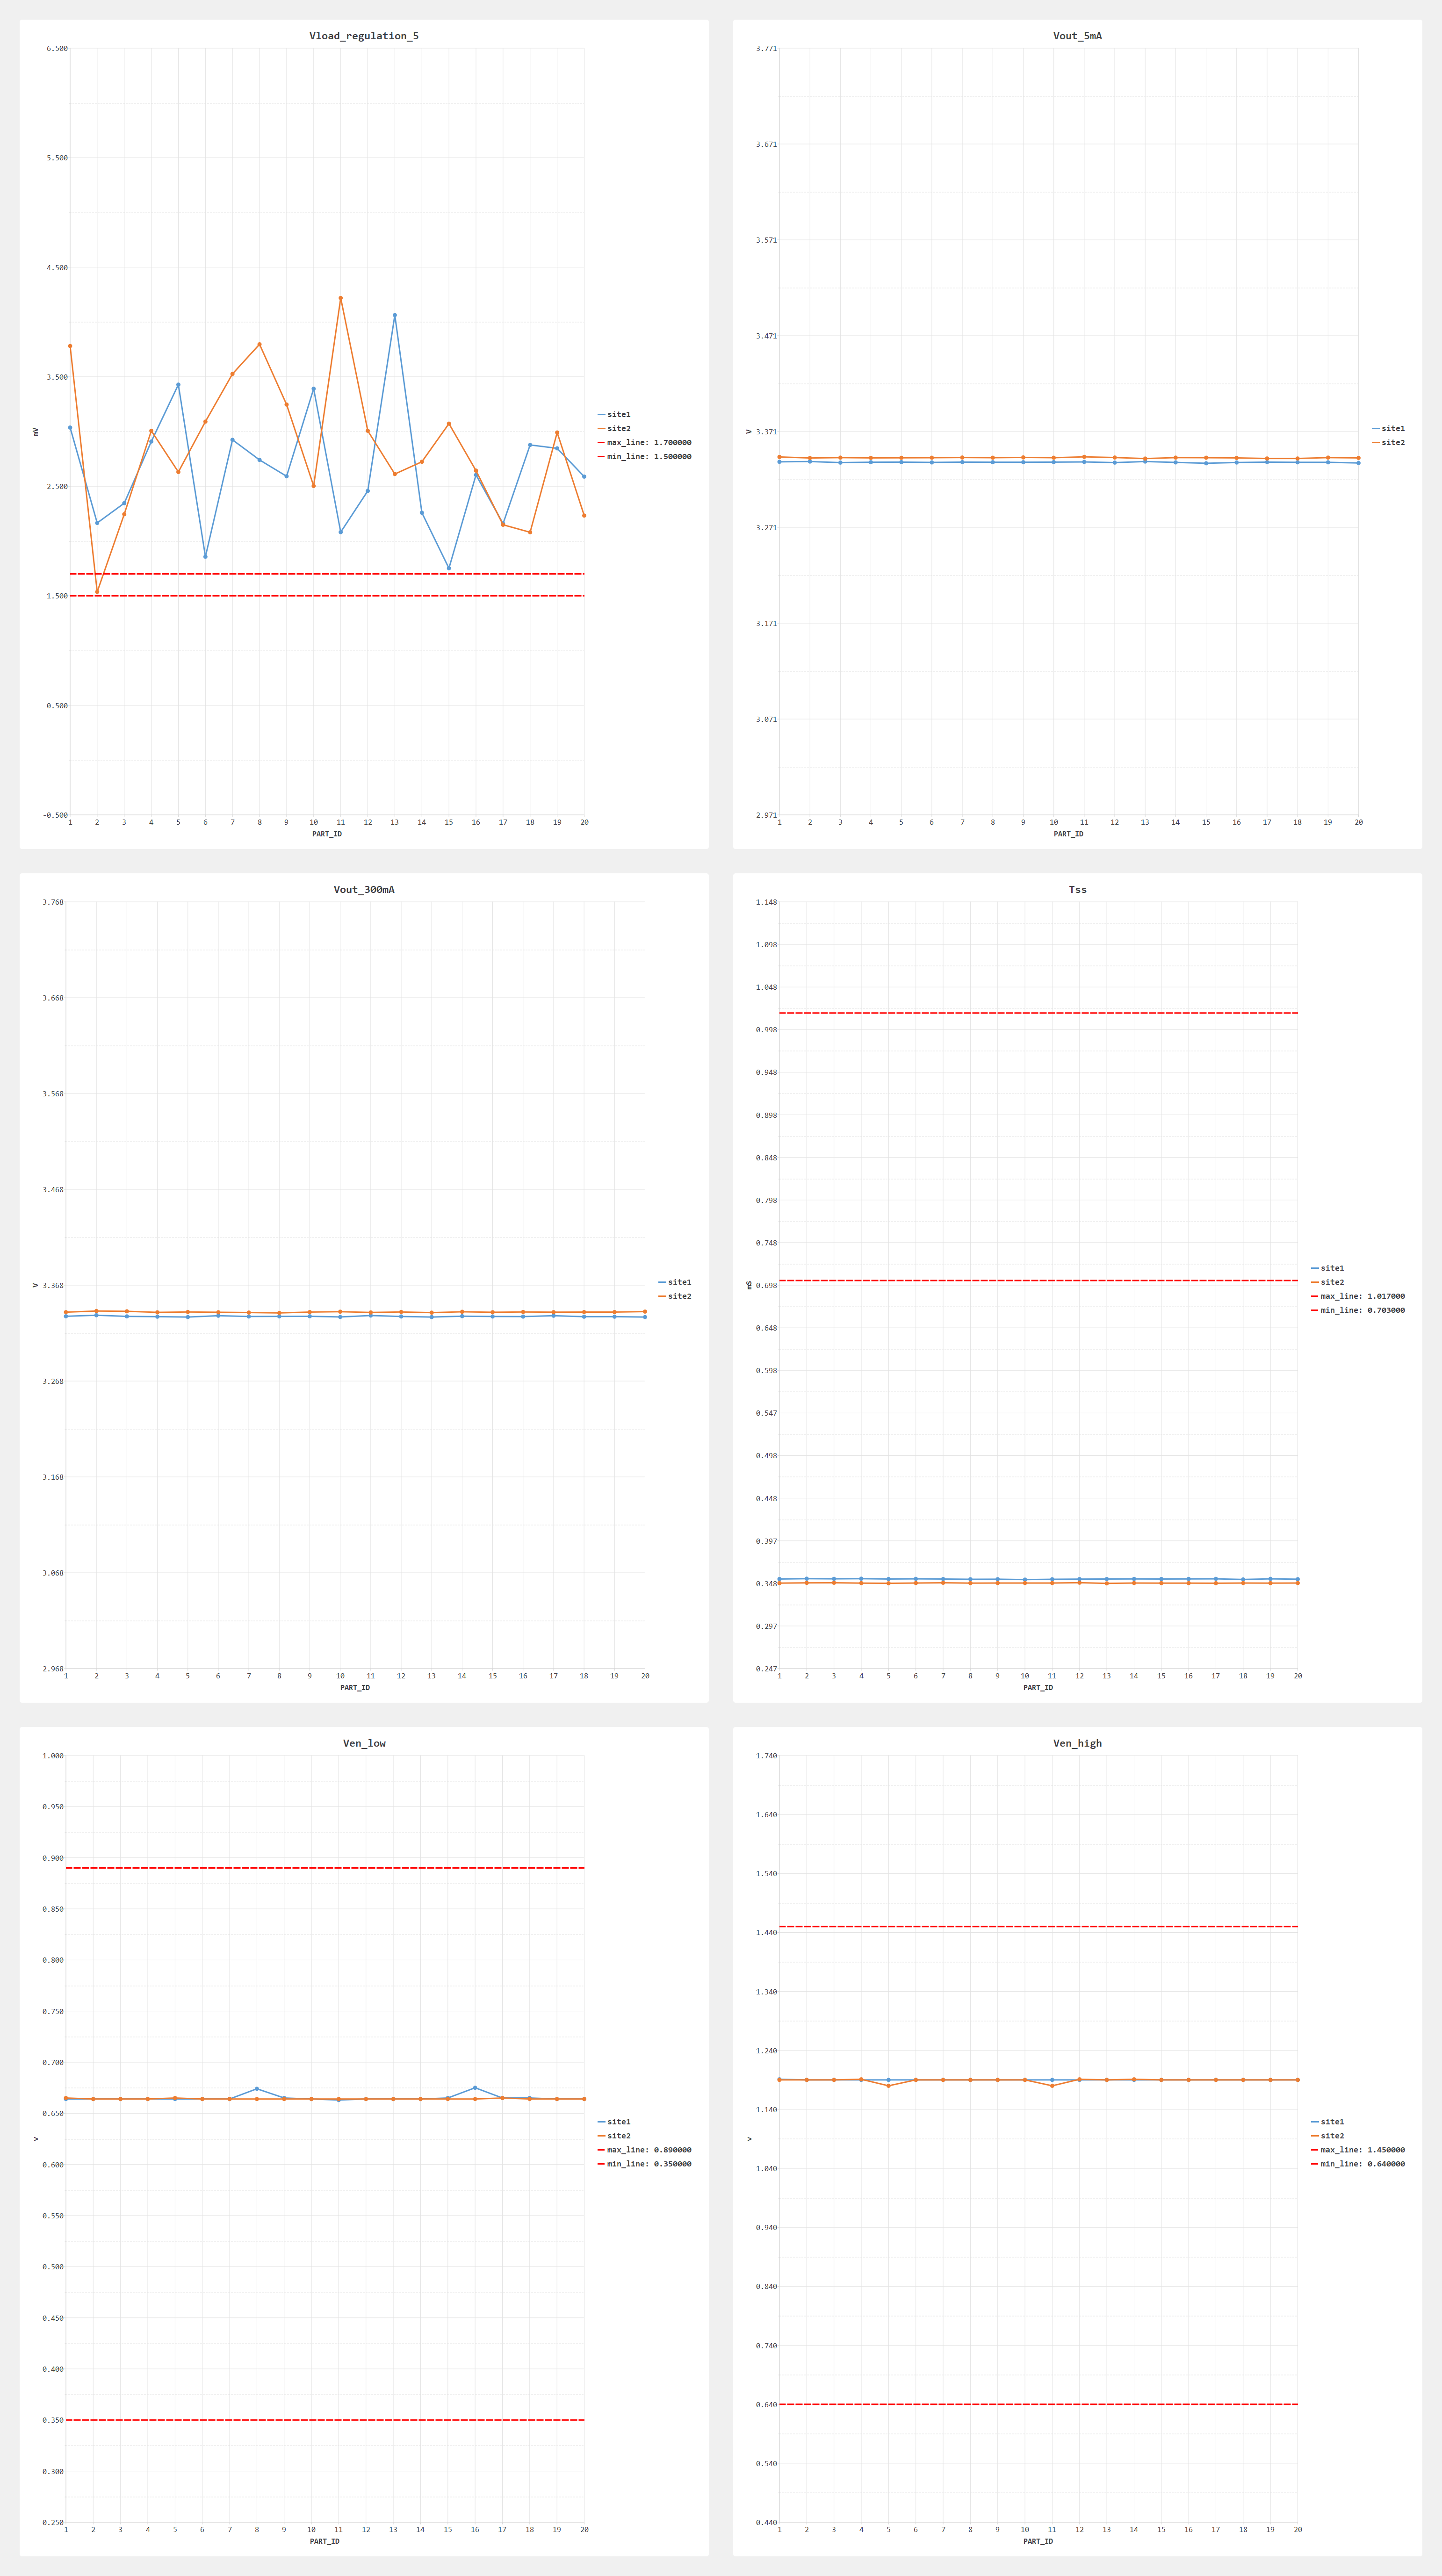 Vload_regulation_5
6.500
5.500
4.500
3.500
2.500
1.500
0.500
-0.500
mV
1 2 3 4 5 6 7 8 9 10 11 12 13 14 15 16 17 18 19 20
PART_ID
site1
site2
max_line: 1.700000
min_line: 1.500000
Vout_5mA
3.771
3.671
3.571
3.471
3.371
3.271
3.171
3.071
2.971
V
1 2 3 4 5 6 7 8 9 10 11 12 13 14 15 16 17 18 19 20
PART_ID
site1
site2
Vout_300mA
3.768
3.668
3.568
3.468
3.368
3.268
3.168
3.068
2.968
V
1 2 3 4 5 6 7 8 9 10 11 12 13 14 15 16 17 18 19 20
PART_ID
site1
site2
Tss
1.148
1.098
1.048
0.998
0.948
0.898
0.848
0.798
0.748
0.698
0.648
0.598
0.547
0.498
0.448
0.397
0.348
0.297
0.247
mS
1 2 3 4 5 6 7 8 9 10 11 12 13 14 15 16 17 18 19 20
PART_ID
site1
site2
max_line: 1.017000
min_line: 0.703000
Ven_low
1.000
0.950
0.900
0.850
0.800
0.750
0.700
0.650
0.600
0.550
0.500
0.450
0.400
0.350
0.300
0.250
v
1 2 3 4 5 6 7 8 9 10 11 12 13 14 15 16 17 18 19 20
PART_ID
site1
site2
max_line: 0.890000
min_line: 0.350000
Ven_high
1.740
1.640
1.540
1.440
1.340
1.240
1.140
1.040
0.940
0.840
0.740
0.640
0.540
0.440
v
1 2 3 4 5 6 7 8 9 10 11 12 13 14 15 16 17 18 19 20
PART_ID
site1
site2
max_line: 1.450000
min_line: 0.640000